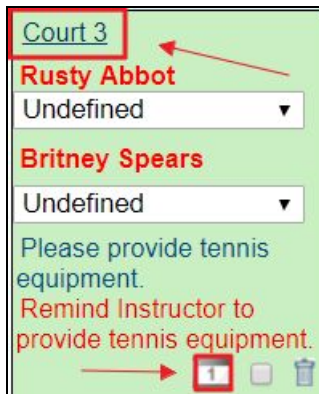 Court 3
Rusty Abbot
Undefined
Britney Spears
Undefined
Please provide tennis
equipment.
Remind Instructor to
provide tennis equipment.
1